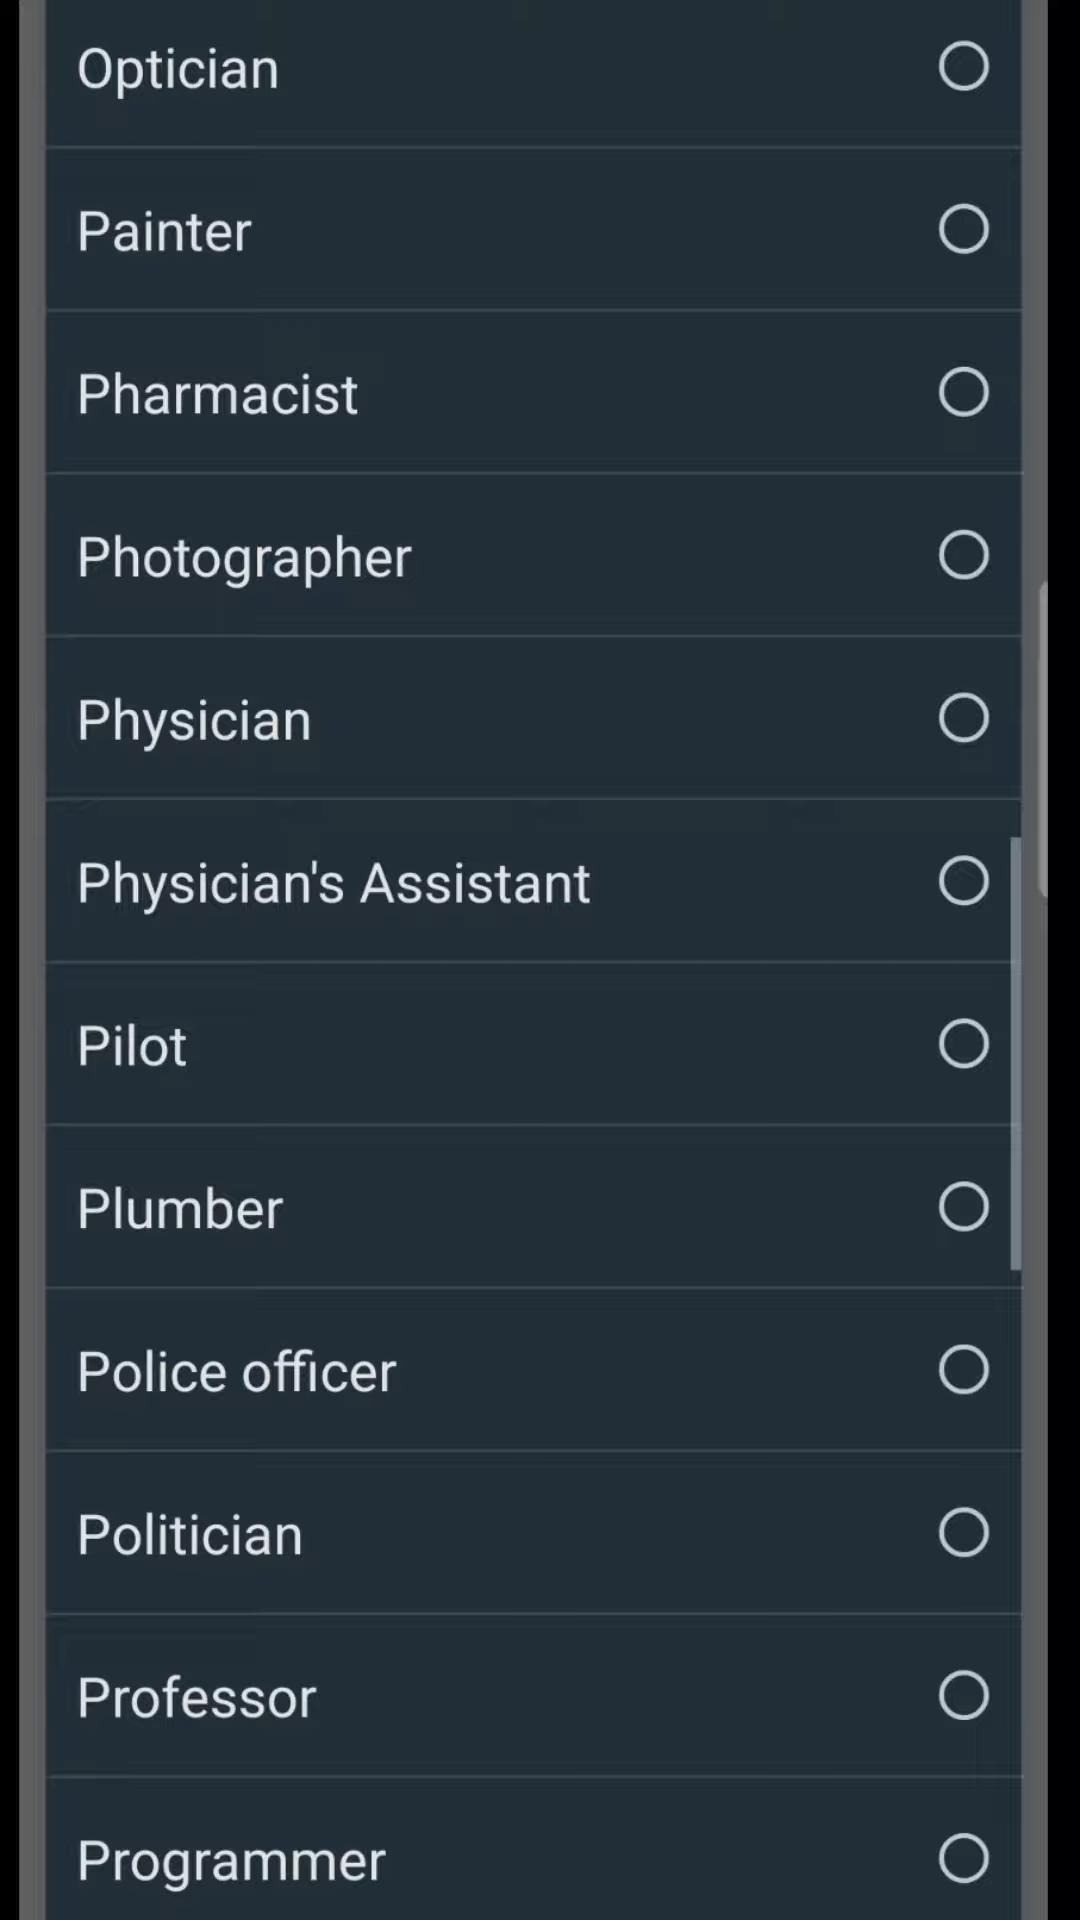 Optician
Painter
Pharmacist
Photographer
Physician
Physician's Assistant
Pilot
Plumber
Police officer
Politician
Professor
Programmer